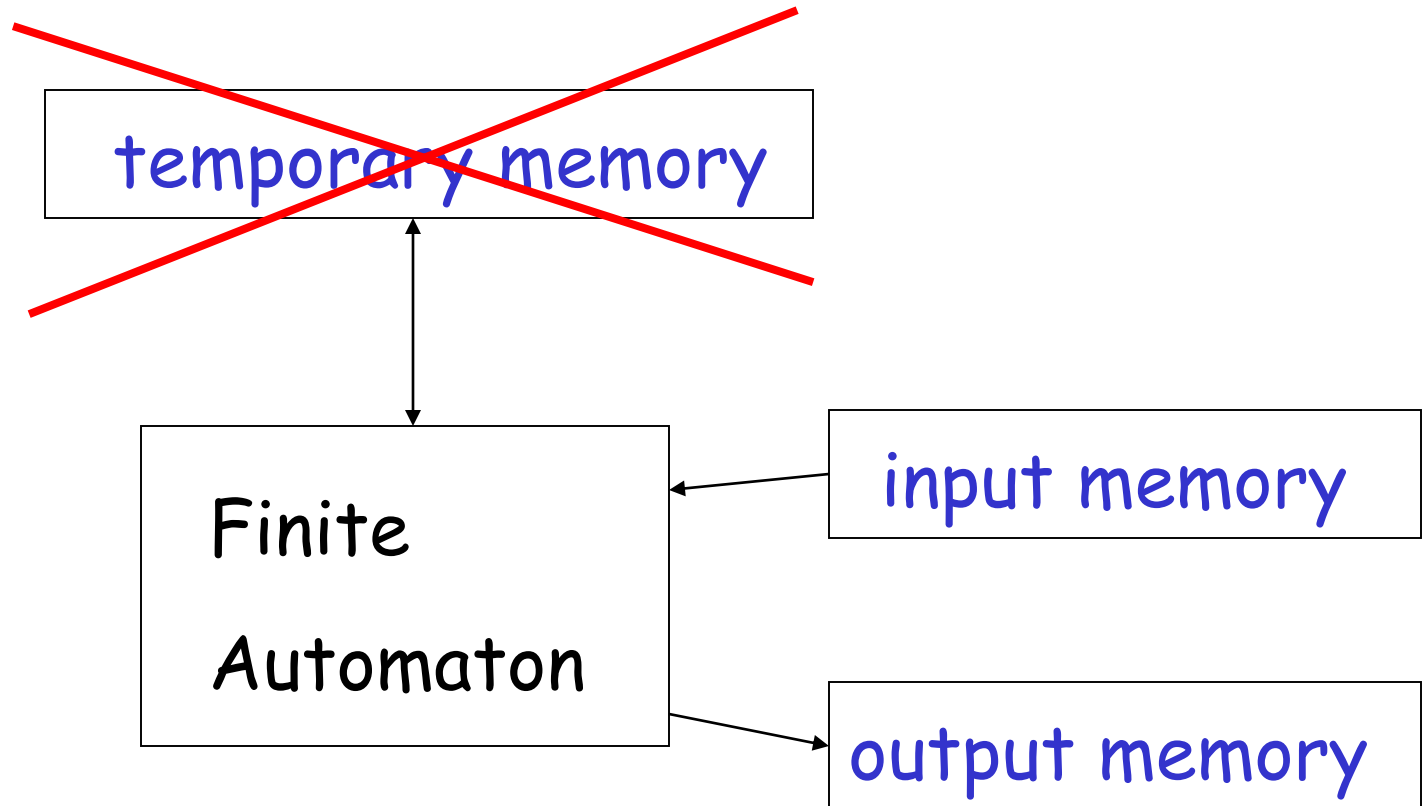 temporary memory
input memory
Finite
Automaton
output memory